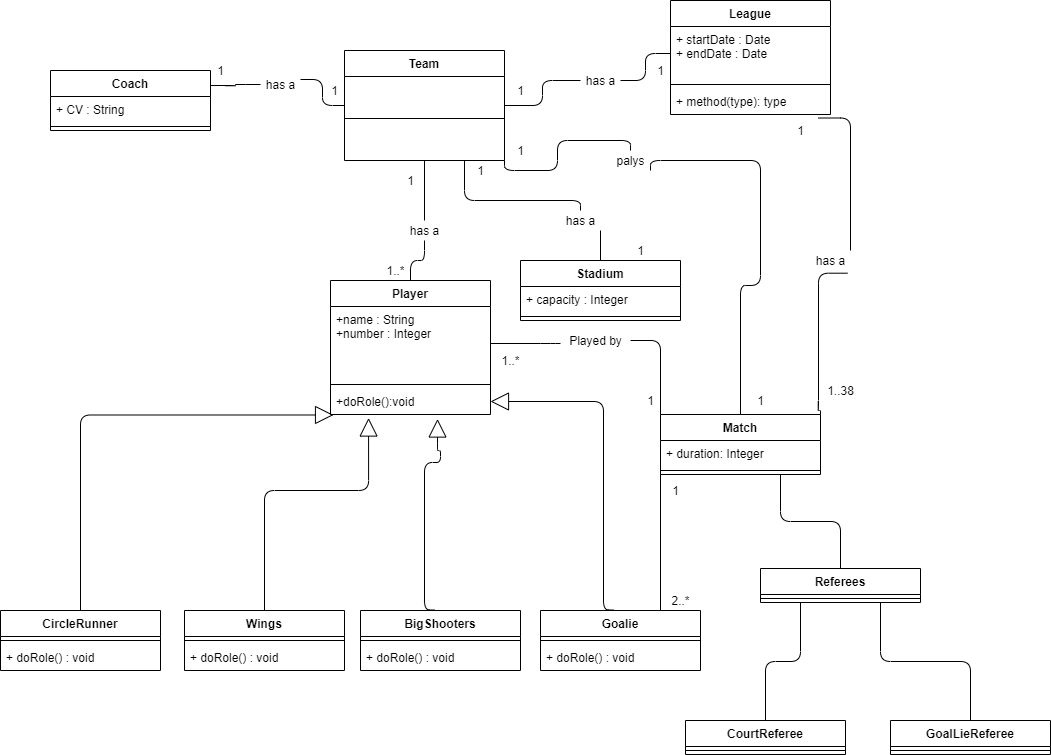 League
+ startDate : Date
+ endDate : Date
+ method(type): type
Team
Coach
+ CV : String
1
has a
1
1
has a
1
1
1
palys
1
1
has a
1..*
has a
1
1
has a
1..38
Stadium
+ capacity : Integer
Player
+name : String
+number : Integer
+doRole():void
Played by
1..*
1
1
Match
+ duration: Integer
1
2..*
Referees
CircleRunner
+ doRole() : void
Wings
+ doRole() : void
BigShooters
+ doRole() : void
Goalie
+ doRole() : void
CourtReferee
GoalLieReferee